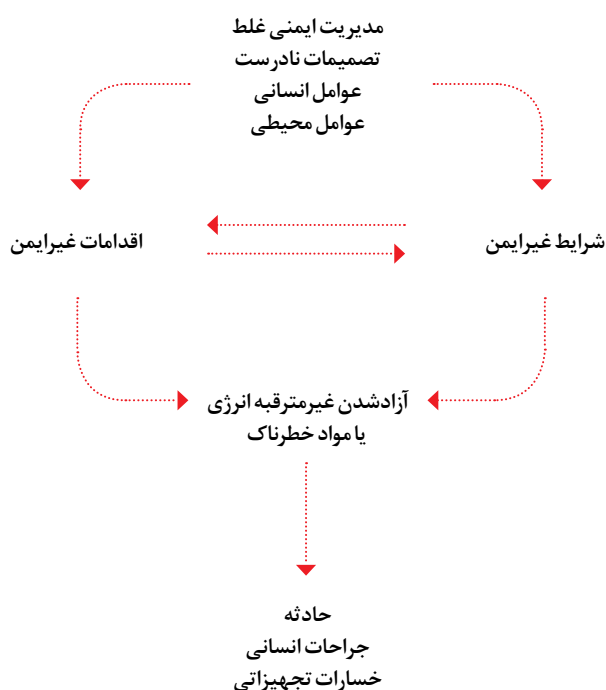 مدیریت ایمنی غلط
تصمیمات نادرست
عوامل انسانی
عوامل محیطی
شرایط غیرایمن
اقدامات غیرایمن
آزادشدن غیرمترقبه انرژی
یا مواد خطرناک
حادثه
جراحات انسانی
خسارات تجهیزاتی